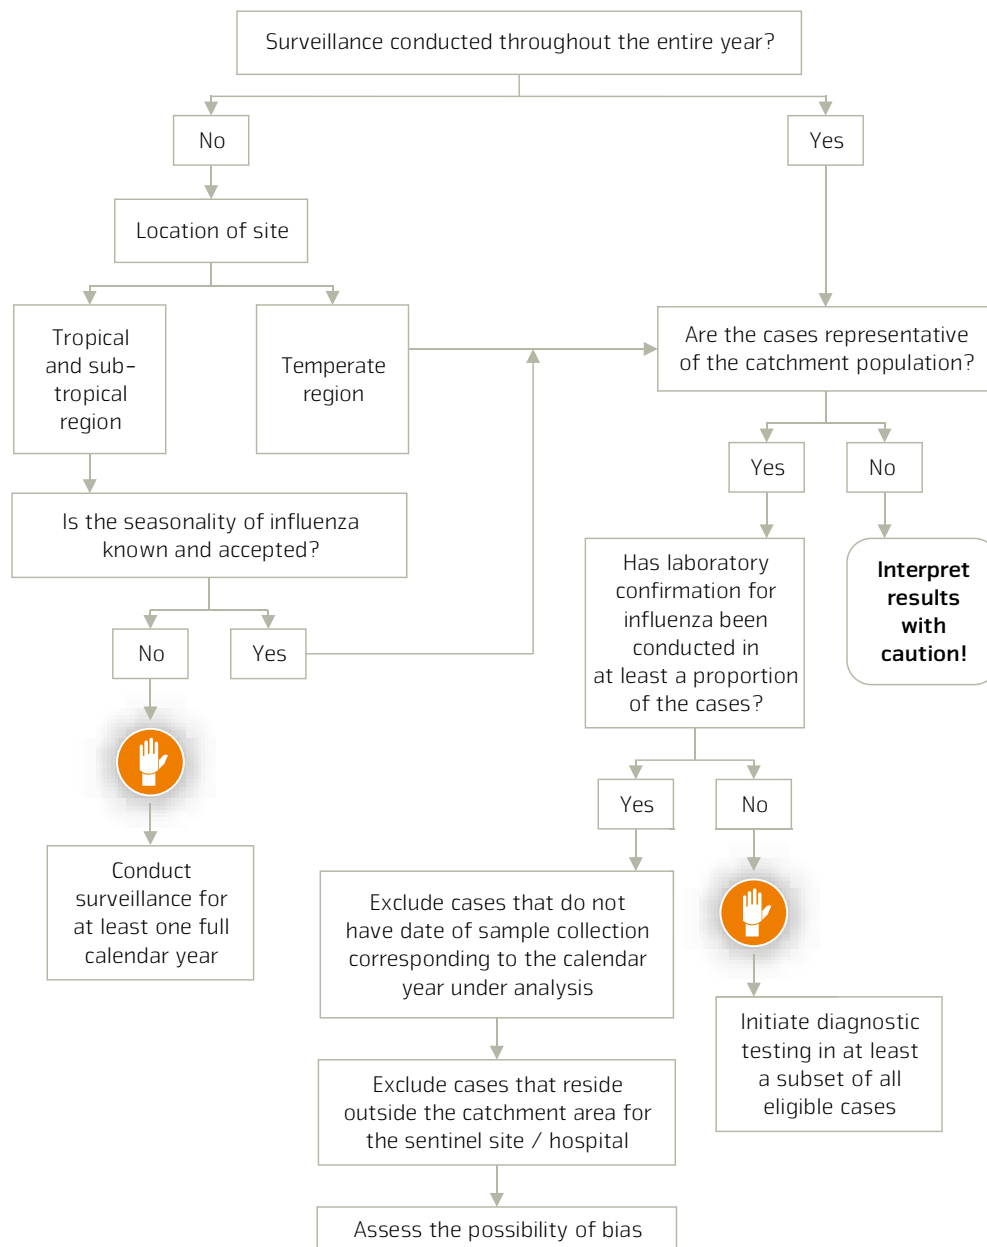 Surveillance conducted throughout the entire year?
No
Yes
Location of site
Tropical
and sub-
tropical
region
Temperate
region
Are the cases representative
of the catchment population?
Is the seasonality of influenza
known and accepted?
Yes
No
No
Yes
Has laboratory
confirmation for
influenza been
conducted in
at least a proportion
of the cases?
Interpret
results
with
caution!
Yes
No
Conduct
surveillance for
at least one full
calendar year
Exclude cases that do not
have date of sample collection
corresponding to the calendar
year under analysis
Initiate diagnostic
testing in at least
a subset of all
eligible cases
Exclude cases that reside
outside the catchment area for
the sentinel site / hospital
Assess the possibility of bias